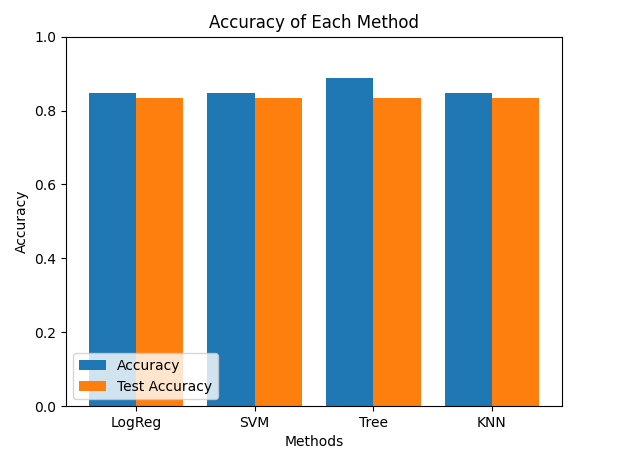 Accuracy of Each Method
1.0
0.8
0.6
0.4
0.2
0.0
Accuracy
Accuracy
Test Accuracy
LogReg SVM Tree KNN
Methods